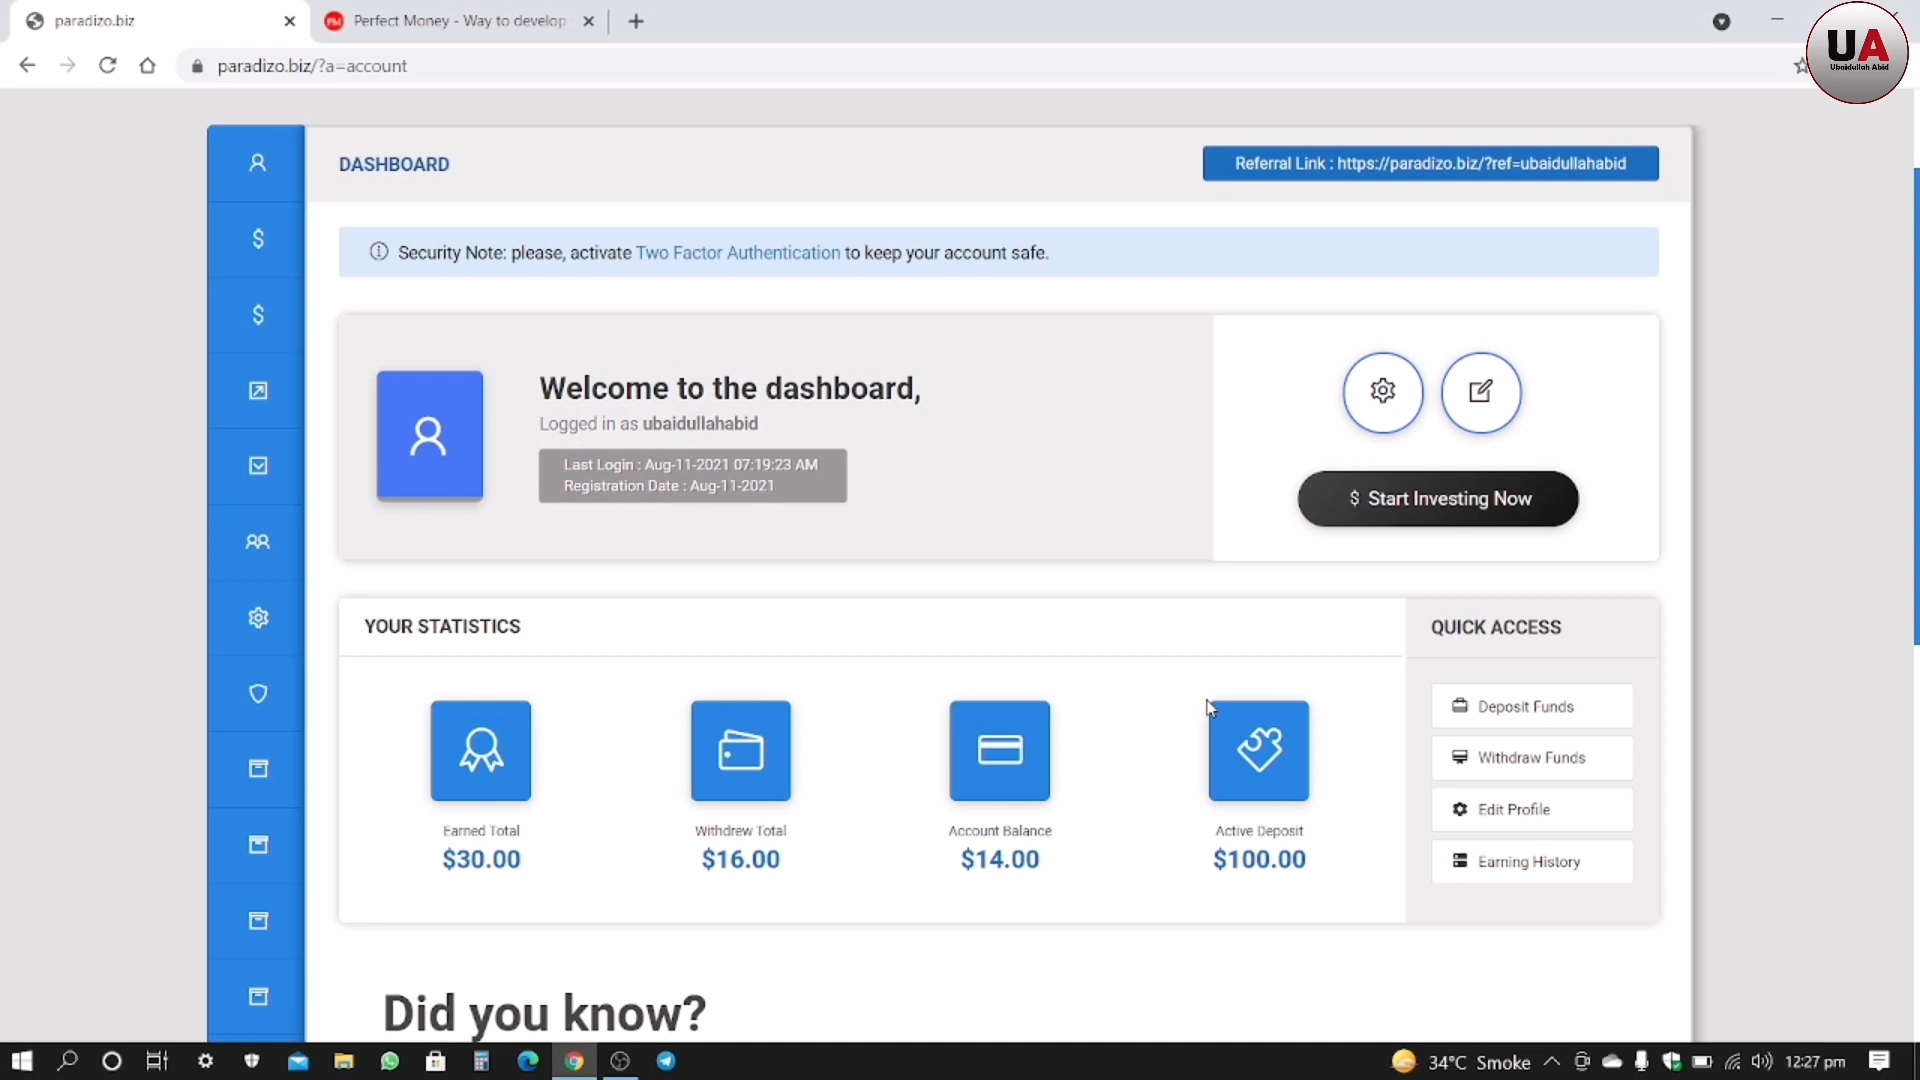 paradizo.biz
PM Perfect Money - Way to develop
paradizo.biz/?a=account
UA
Ubaidullah Abid
DASHBOARD
Referral Link : https://paradizo.biz/?ref=ubaidullahabid
Security Note: please, activate Two Factor Authentication to keep your account safe.
Welcome to the dashboard,
Logged in as ubaidullahabid
Last Login : Aug-11-2021 07:19:23 AM
Registration Date : Aug-11-2021
$ Start Investing Now
YOUR STATISTICS
QUICK ACCESS
Earned Total
$30.00
Withdrew Total
$16.00
Account Balance
$14.00
Active Deposit
$100.00
Deposit Funds
Withdraw Funds
Edit Profile
Earning History
Did you know?
34°C Smoke
12:27 pm